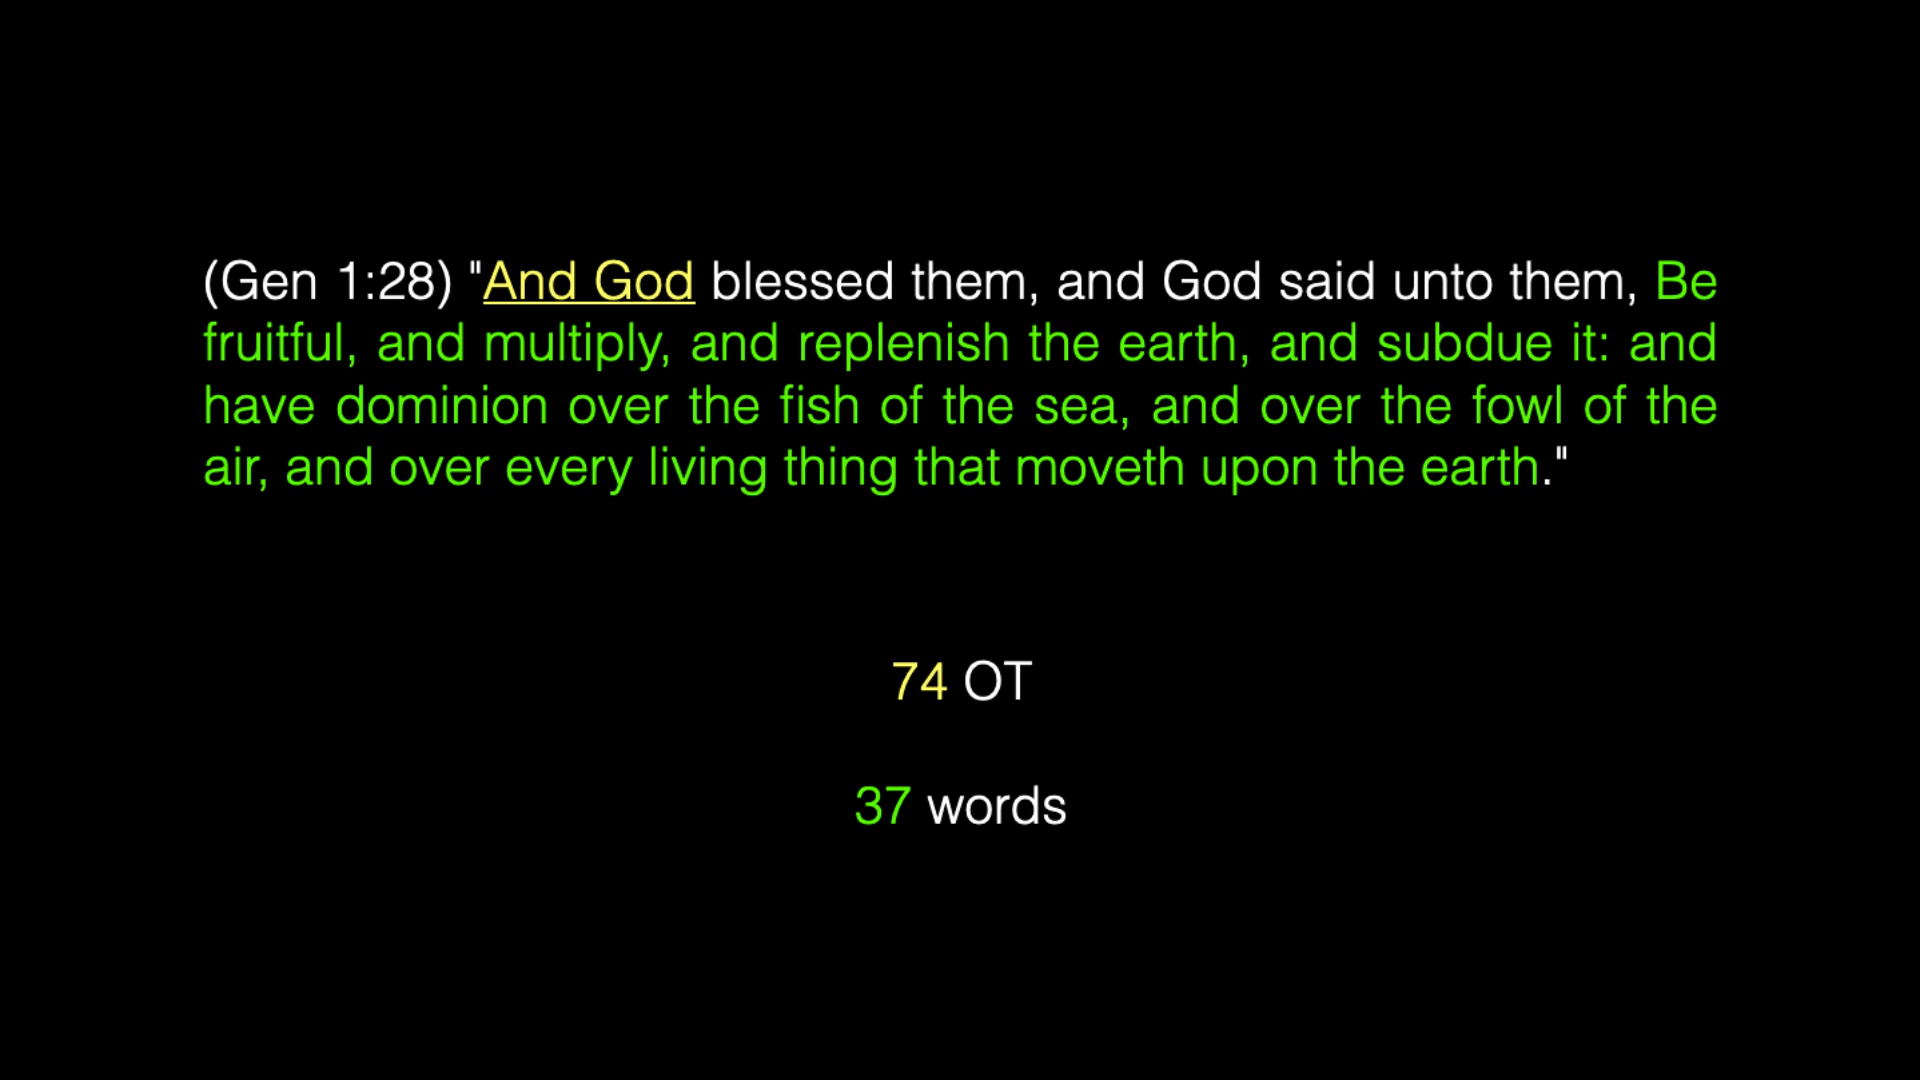 (Gen 1:28) "And God blessed them, and God said unto them, Be
fruitful, and multiply, and replenish the earth, and subdue it: and
have dominion over the fish of the sea, and over the fowl of the
air, and over every living thing that moveth upon the earth."
74 OT
37 words